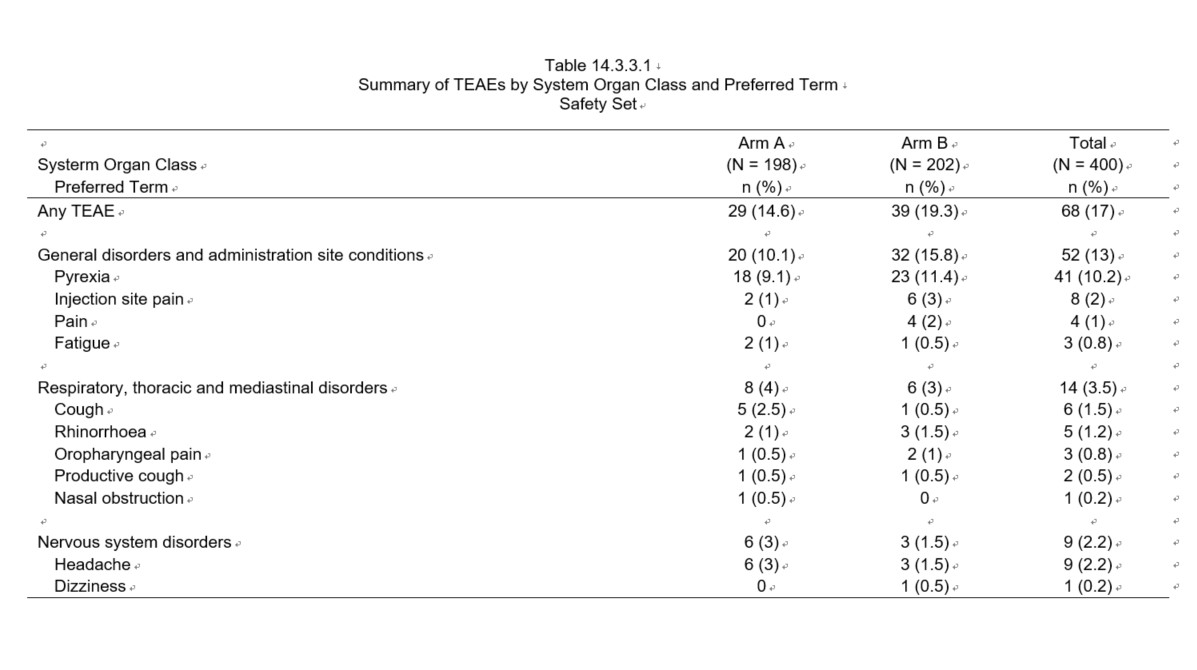 Table 14.3.3.1
Summary of TEAEs by System Organ Class and Preferred Term
Safety Set
Arm A Arm B Total
Systerm Organ Class (N = 198) (N = 202) (N = 400)
Preferred Term n (%) n (%) n (%)
Any TEAE 29 (14.6) 39 (19.3) 68 (17)
General disorders and administration site conditions 20 (10.1) 32 (15.8) 52 (13)
Pyrexia 18 (9.1) 23 (11.4) 41 (10.2)
Injection site pain 2 (1) 6 (3) 8 (2)
Pain 0 4 (2) 4 (1)
Fatigue 2 (1) 1 (0.5) 3 (0.8)
Respiratory, thoracic and mediastinal disorders 8 (4) 6 (3) 14 (3.5)
Cough 5 (2.5) 1 (0.5) 6 (1.5)
Rhinorrhoea 2 (1) 3 (1.5) 5 (1.2)
Oropharyngeal pain 1 (0.5) 2 (1) 3 (0.8)
Productive cough 1 (0.5) 1 (0.5) 2 (0.5)
Nasal obstruction 1 (0.5) 0 1 (0.2)
Nervous system disorders 6 (3) 3 (1.5) 9 (2.2)
Headache 6 (3) 3 (1.5) 9 (2.2)
Dizziness 0 1 (0.5) 1 (0.2)